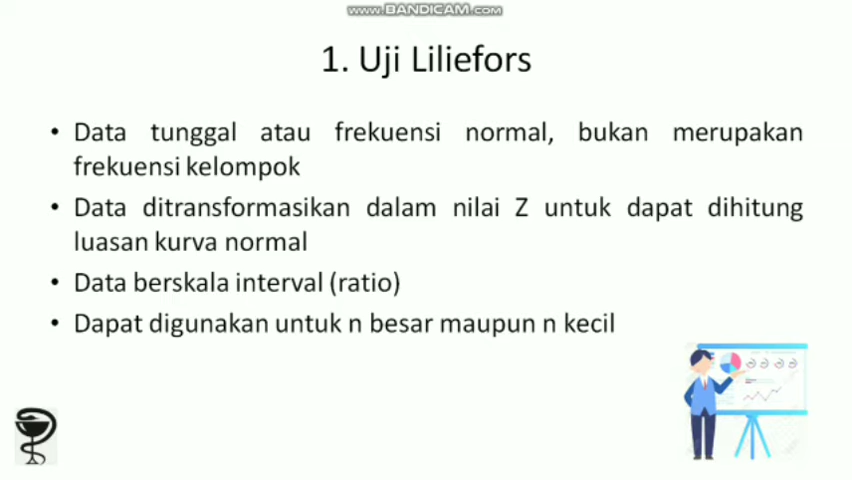 www.BANDICAM.com
1. Uji Liliefors
• Data tunggal atau frekuensi normal, bukan merupakan
frekuensi kelompok
• Data ditransformasikan dalam nilai Z untuk dapat dihitung
luasan kurva normal
• Data berskala interval (ratio)
• Dapat digunakan untuk n besar maupun n kecil